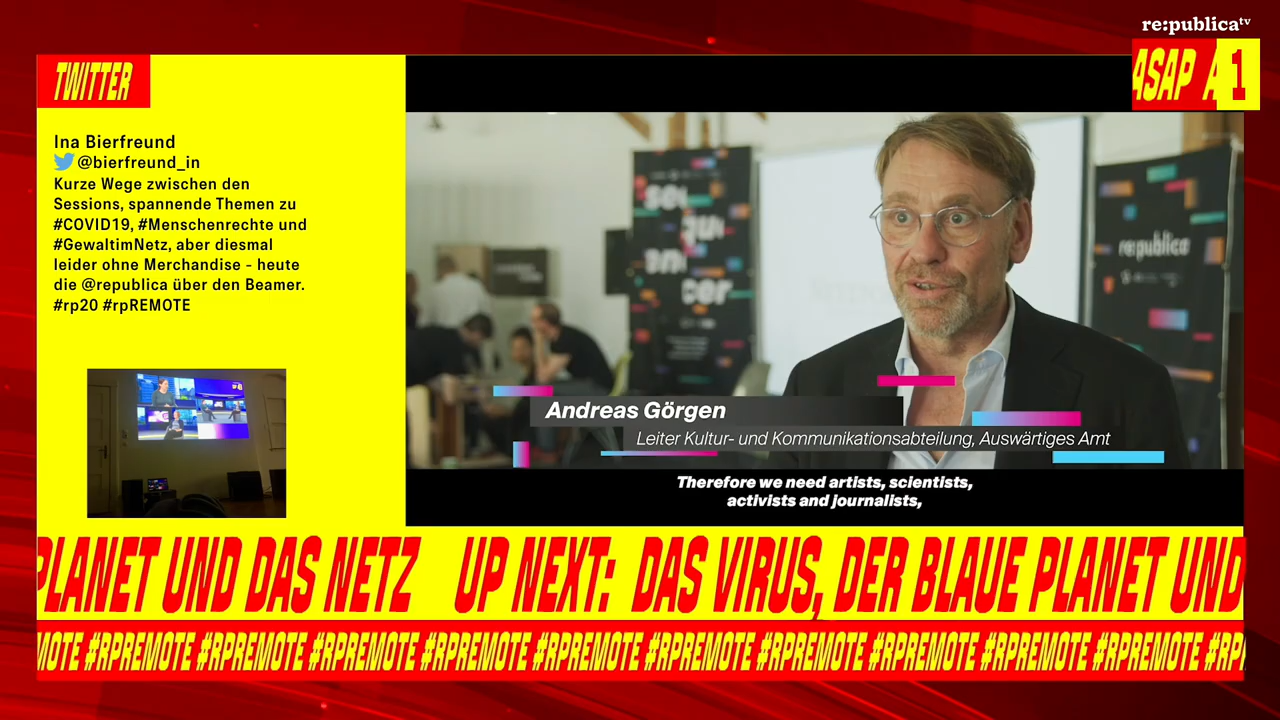 re:publica tv
ASAP A 1
TWITTER
Ina Bierfreund
@bierfreund_in
Kurze Wege zwischen den
Sessions, spannende Themen zu
#COVID19, #Menschenrechte und
#GewaltimNetz, aber diesmal
leider ohne Merchandise - heute
die @republica über den Beamer.
#rp20 #rpREMOTE
re:publica
Andreas Görgen
Leiter Kultur- und Kommunikationsabteilung, Auswärtiges Amt
Therefore we need artists, scientists,
activists and journalists,
PLANET UND DAS NETZ UP NEXT: DAS VIRUS, DER BLAUE PLANET UND
MOTE #RPREMOTE #RPREMOTE #RPREMOTE #RPREMOTE #RPREMOTE #RPREMOTE #RPREMOTE #RPREMOTE #RPREMOTE #RPREMOTE #RP